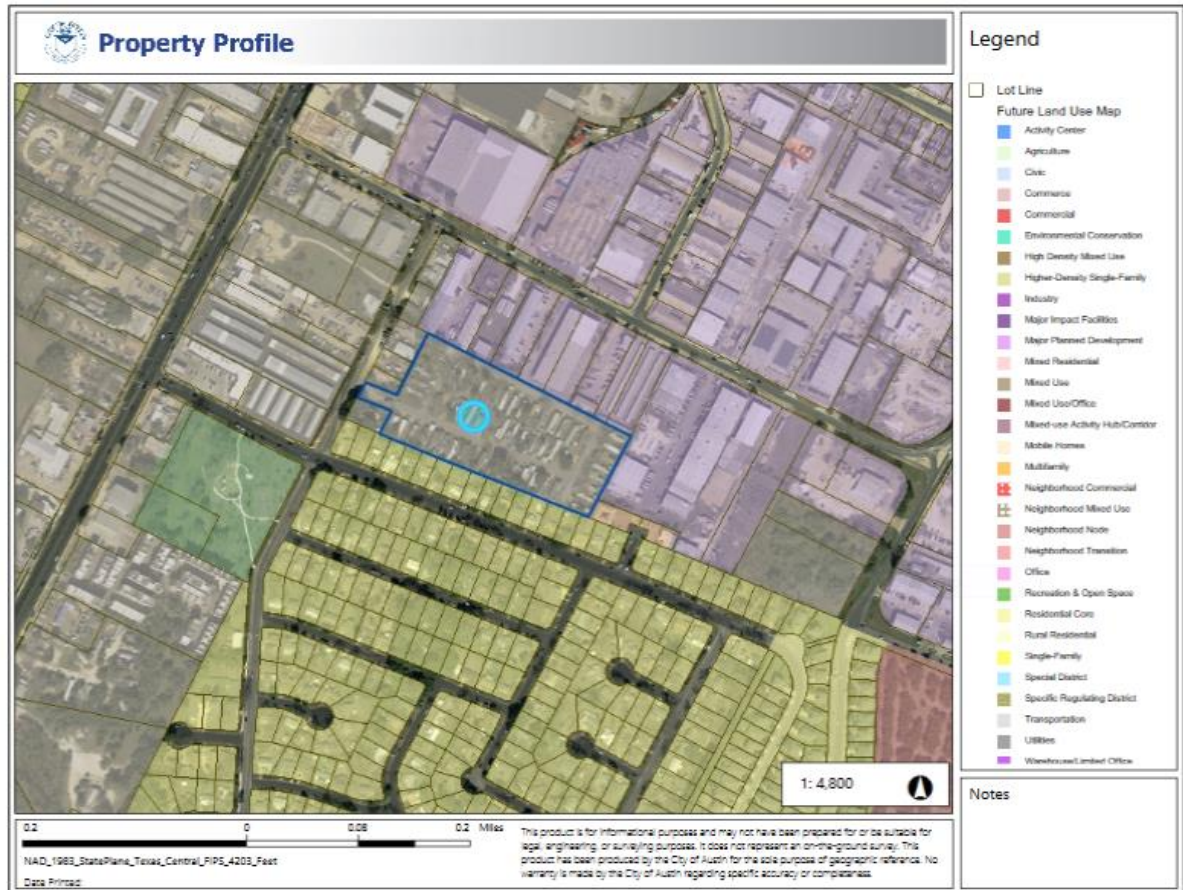 Property Profile
Legend
Lot Line
Future Land Use Map
Activity Center
Agriculture
Civic
Commerce
Commercial
Environmental Conservation
High Density Mixed Use
Higher-Density Single-Family
Industry
Major Impact Facilities
Major Planned Development
Mixed Residential
Mixed Use
Mixed Use/Office
Mixed-use Activity Hub/Corridor
Mobile Homes
Multifamily
Neighborhood Commercial
Neighborhood Mixed Use
Neighborhood Node
Neighborhood Transition
Office
Recreation & Open Space
Residential Core
Rural Residential
Single-Family
Special District
Specific Regulating District
Transportation
Utilities
Warehouse/Limited Office
1: 4,800
Notes
0.2 0 0.08 0.2 Miles
NAD_1983_StatePlane_Texas_Central_FIPS_4203_Feet
Date Printed:
This product is for informational purposes and may not have been prepared for or be suitable for
legal, engineering, or surveying purposes. It does not represent an on-the-ground survey. This
product has been produced by the City of Austin for the sole purpose of geographic reference. No
warranty is made by the City of Austin regarding specific accuracy or completeness.